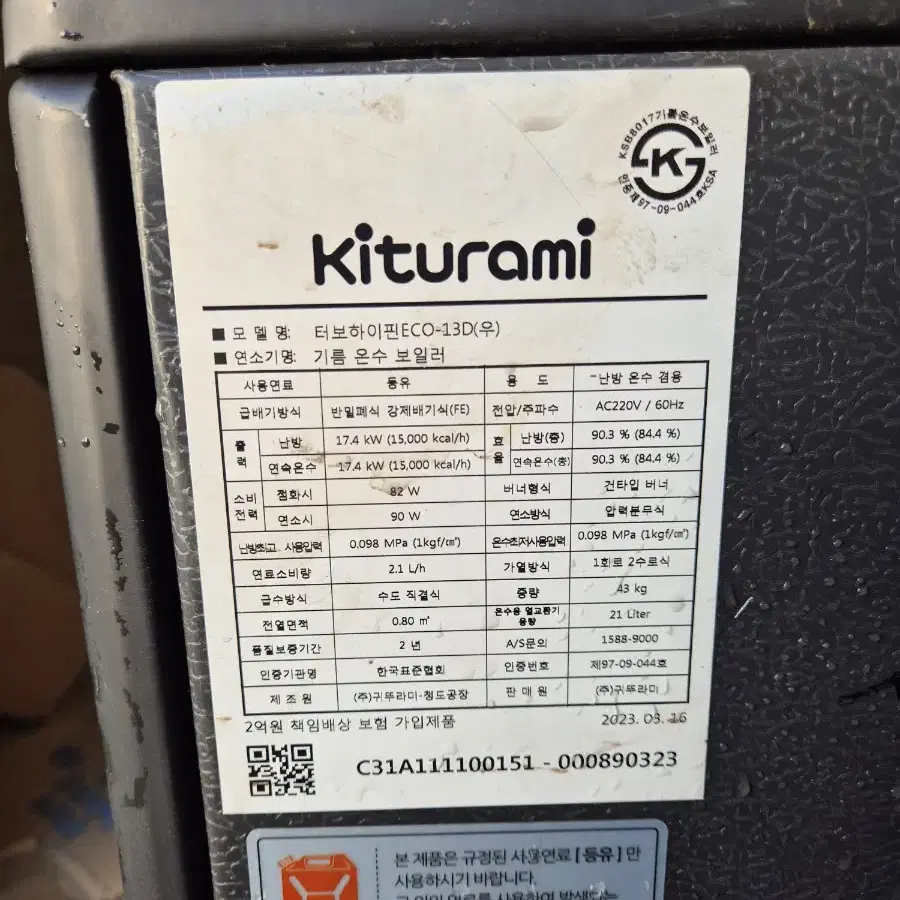 KSB8017기름온수보일러
K
인증제97-09-044호KSA
Kiturami
■ 모 델 명: 터보하이핀ECO-13D(우)
■ 연소기명: 기름 온수 보일러
사용연료 등유 용 도 난방 온수 겸용
급배기방식 반밀폐식 강제배기식(FE) 전압/주파수 AC220V / 60Hz
출력 난방 17.4 kW (15,000 kcal/h) 효율 난방(총) 90.3 % (84.4 %)
연속온수 17.4 kW (15,000 kcal/h) 연속온수(총) 90.3 % (84.4 %)
소비전력 점화시 82 W 버너형식 건타입 버너
연소시 90 W 연소방식 압력분무식
난방최고 사용압력 0.098 MPa (1kgf/㎠) 온수최저사용압력 0.098 MPa (1kgf/㎠)
연료소비량 2.1 L/h 가열방식 1회로 2수로식
급수방식 수도 직결식 중량 43 kg
전열면적 0.80 ㎡ 온수용 열교환기 용량 21 Liter
품질보증기간 2 년 A/S문의 1588-9000
인증기관명 한국표준협회 인증번호 제97-09-044호
제 조 원 (주)귀뚜라미-청도공장 판 매 원 (주)귀뚜라미
2억원 책임배상 보험 가입제품 2023. 03. 16
C31A111100151 - 000890323
본 제품은 규정된 사용연료 [ 등유 ] 만
사용하시기 바랍니다.